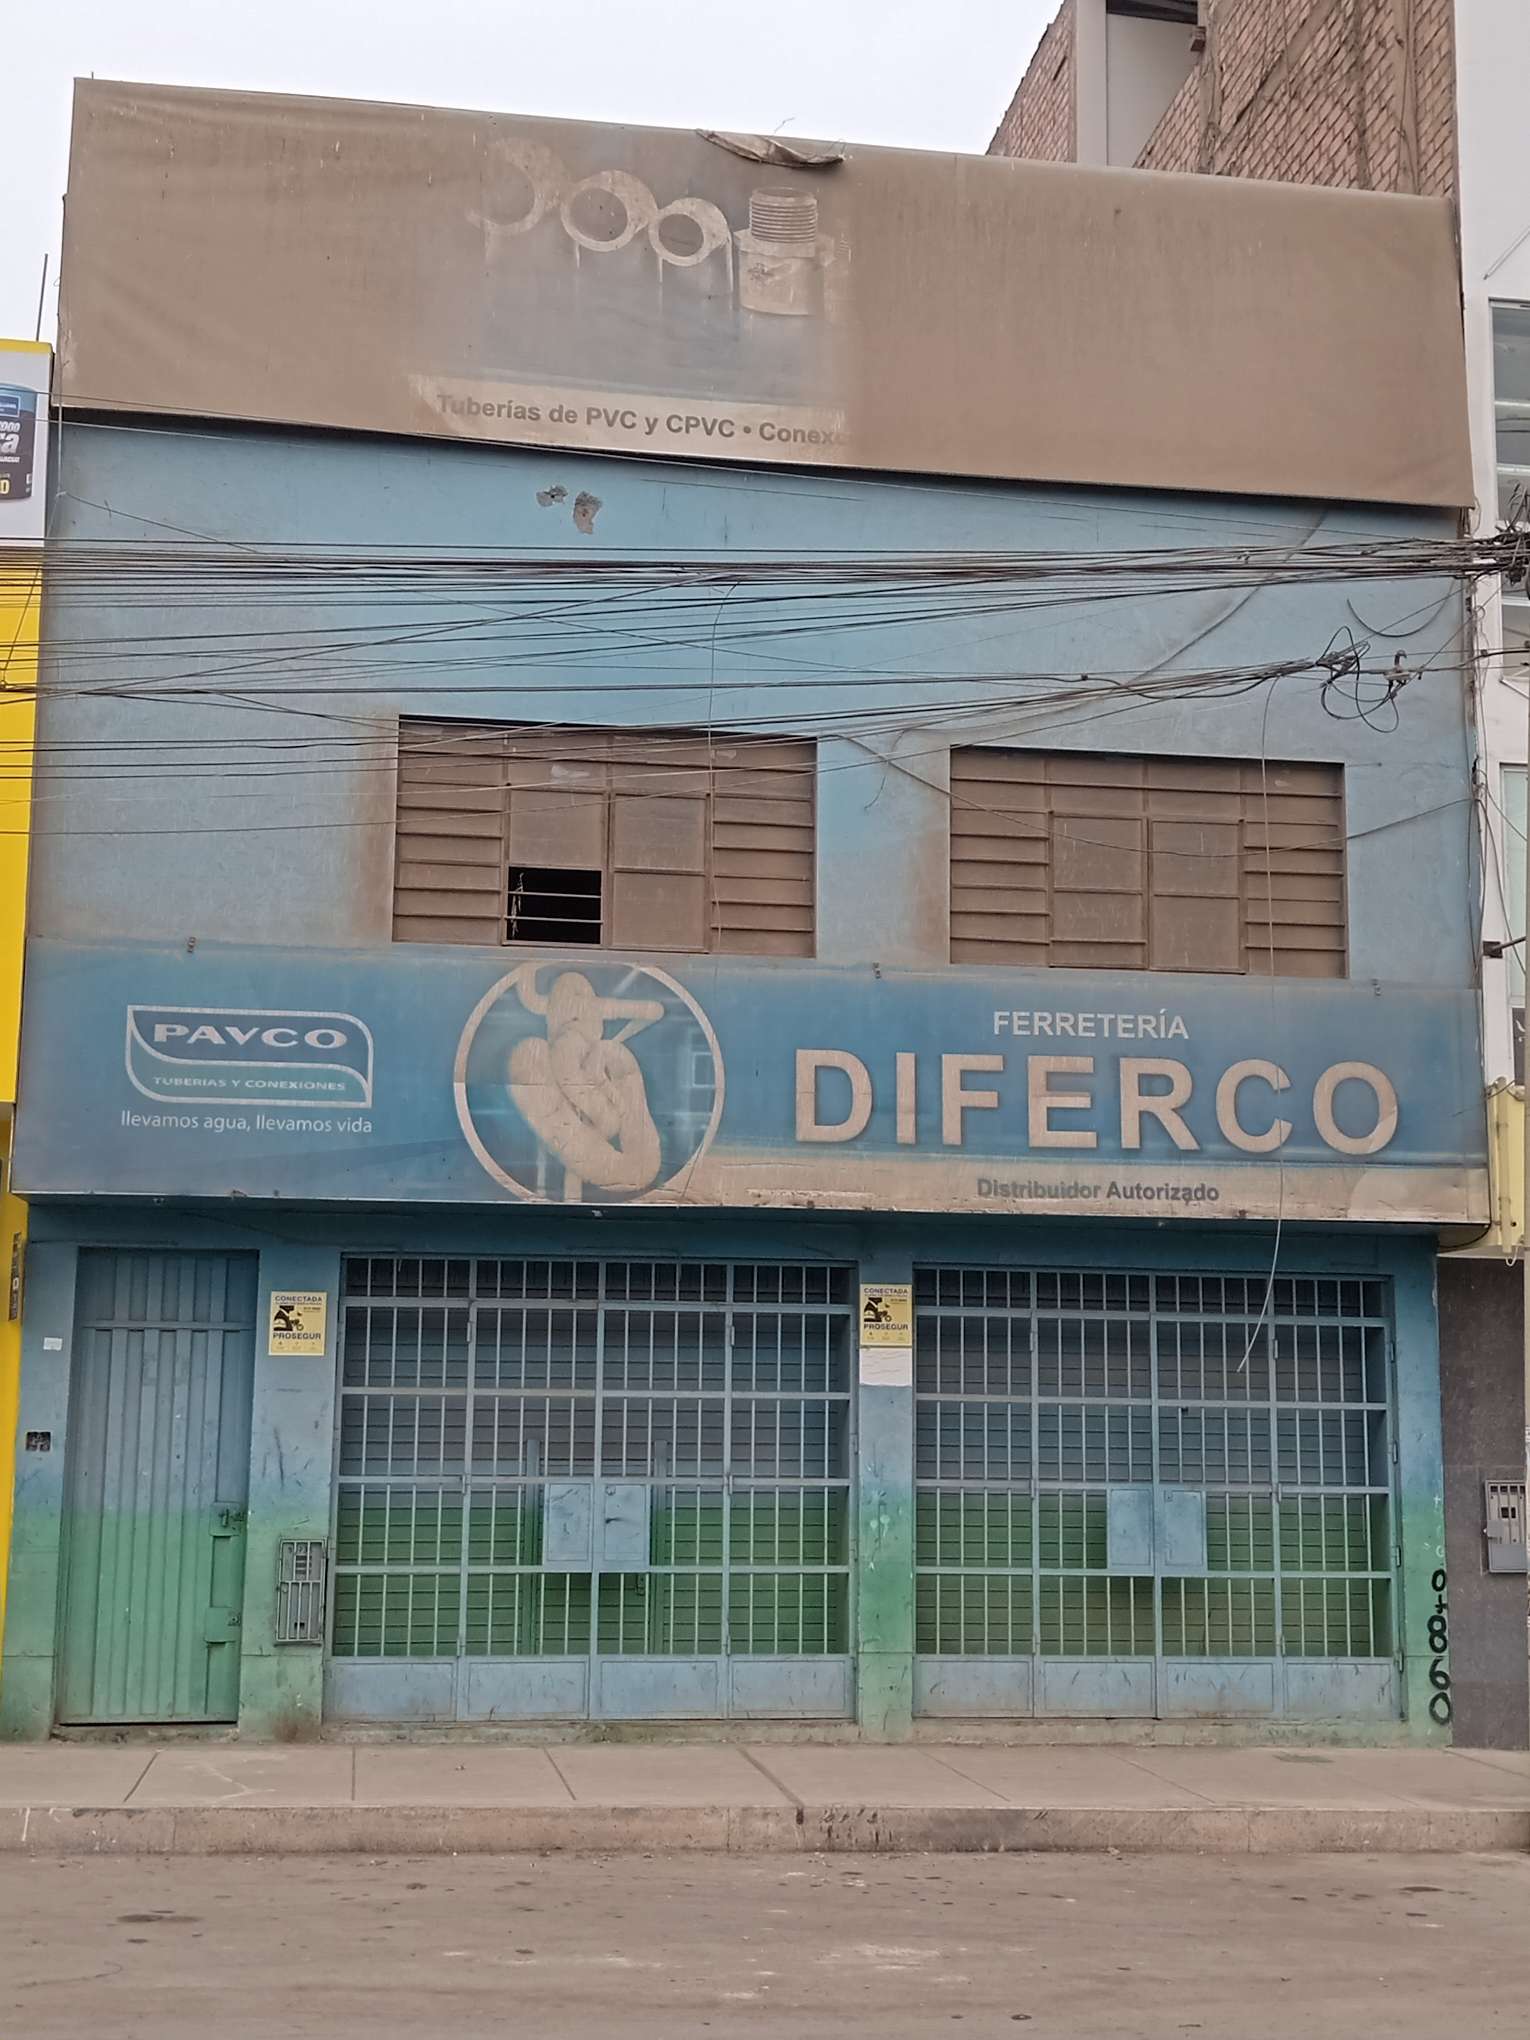 Tuberías de PVC y CPVC • Conex
PAVCO
TUBERIAS Y CONEXIONES
llevamos agua, llevamos vida
FERRETERÍA
DIFERCO
Distribuidor Autorizado
CONECTADA
PROSEGUR
CONECTADA
PROSEGUR